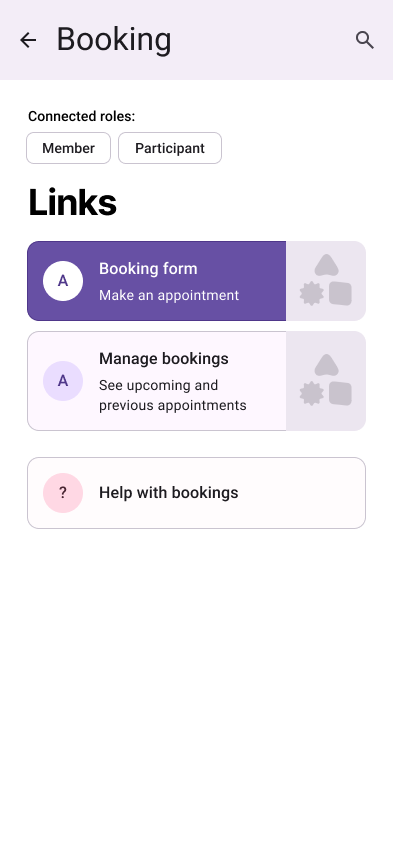 Booking
Connected roles:
Member
Participant
Links
A
Booking form
Make an appointment
A
Manage bookings
See upcoming and
previous appointments
?
Help with bookings